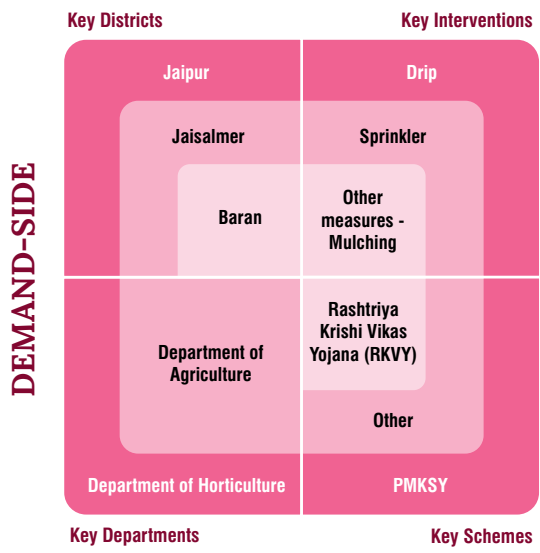 Key Districts
Key Interventions
Jaipur
Drip
Jaisalmer
Sprinkler
Baran
Other
measures -
Mulching
DEMAND-SIDE
Rashtriya
Krishi Vikas
Yojana (RKVY)
Department of
Agriculture
Other
Department of Horticulture
PMKSY
Key Departments
Key Schemes